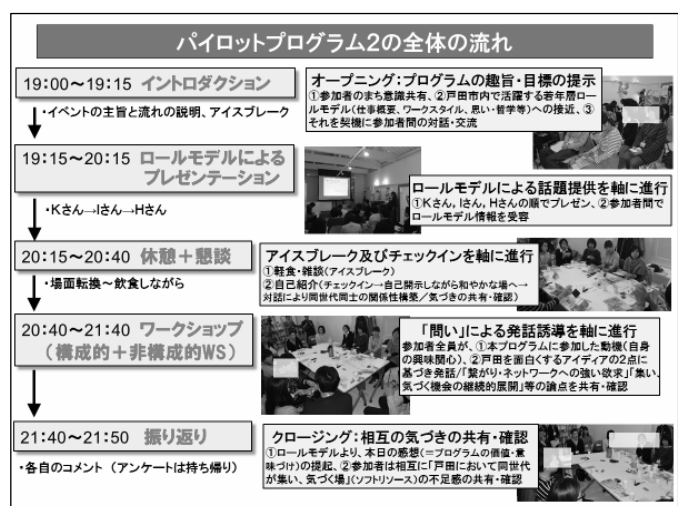 パイロットプログラム2の全体の流れ
19:00～19:15 イントロダクション
・イベントの主旨と流れの説明、アイスブレーク
オープニング：プログラムの趣旨・目標の提示
①参加者のまち意識共有、②戸田市内で活躍する若年層ロー
ルモデル(仕事概要、ワークスタイル、思い・哲学等)への接近、③
それを契機に参加者間の対話・交流
19:15～20:15 ロールモデルによる
プレゼンテーション
・Kさん→Iさん→Hさん
ロールモデルによる話題提供を軸に進行
①Kさん，Iさん，Hさんの順でプレゼン、②参加者間で
ロールモデル情報を受容
20:15～20:40 休憩＋懇談
・場面転換～飲食しながら
アイスブレーク及びチェックインを軸に進行
①軽食・雑談(アイスブレーク)
②自己紹介(チェックイン→自己開示しながら和やかな場へ→
対話により同世代同士の関係性構築／気づきの共有・確認)
20:40～21:40 ワークショップ
（構成的＋非構成的WS）
「問い」による発話誘導を軸に進行
参加者全員が、①本プログラムに参加した動機(自身
の興味関心)、②戸田を面白くするアイディアの2点に
基づき発話/「繋がり・ネットワークへの強い欲求」「集い、
気づく機会の継続的展開」等の論点を共有・確認
21:40～21:50 振り返り
・各自のコメント （アンケートは持ち帰り）
クロージング：相互の気づきの共有・確認
①ロールモデルより、本日の感想(＝プログラムの価値・意
味づけ)の提起、②参加者は相互に「戸田において同世代
が集い、気づく場」(ソフトリソース)の不足感の共有・確認